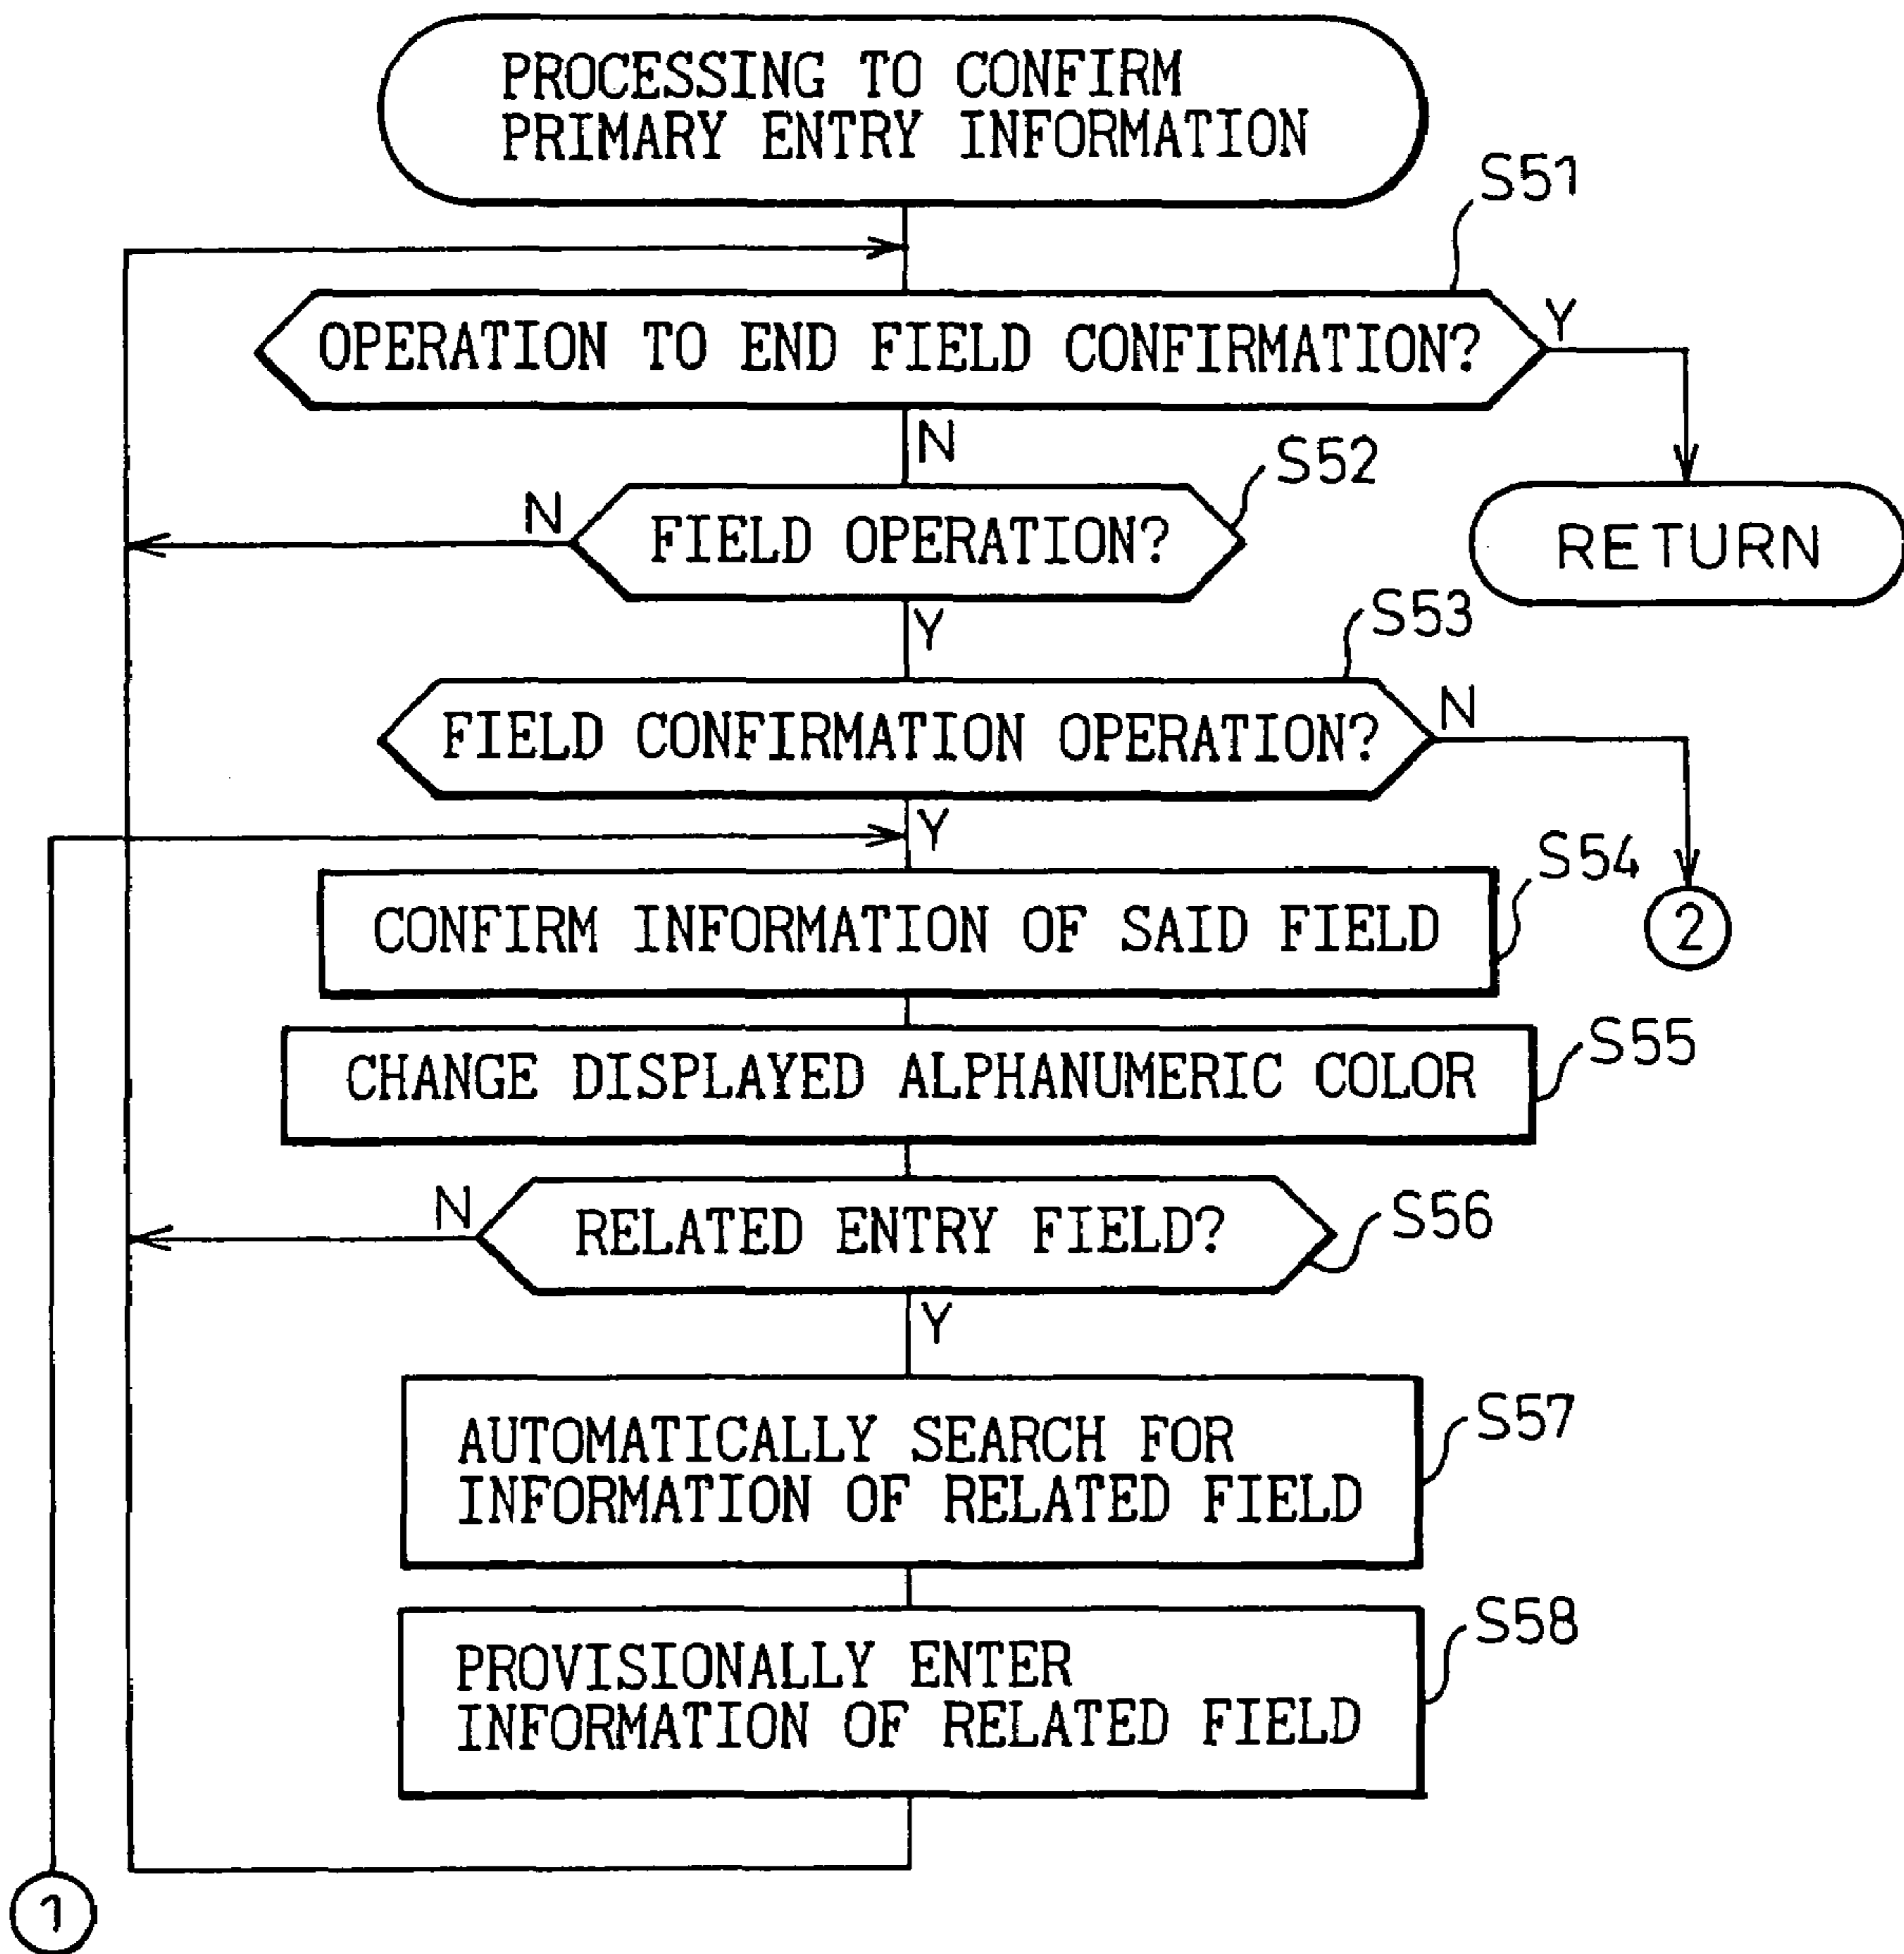 PROCESSING TO CONFIRM
PRIMARY ENTRY INFORMATION
S51
OPERATION TO END FIELD CONFIRMATION?
Y
N
S52
N
FIELD OPERATION?
RETURN
Y
S53
FIELD CONFIRMATION OPERATION?
N
Y
S54
CONFIRM INFORMATION OF SAID FIELD
2
S55
CHANGE DISPLAYED ALPHANUMERIC COLOR
N
RELATED ENTRY FIELD?
S56
Y
S57
AUTOMATICALLY SEARCH FOR
INFORMATION OF RELATED FIELD
S58
PROVISIONALLY ENTER
INFORMATION OF RELATED FIELD
1